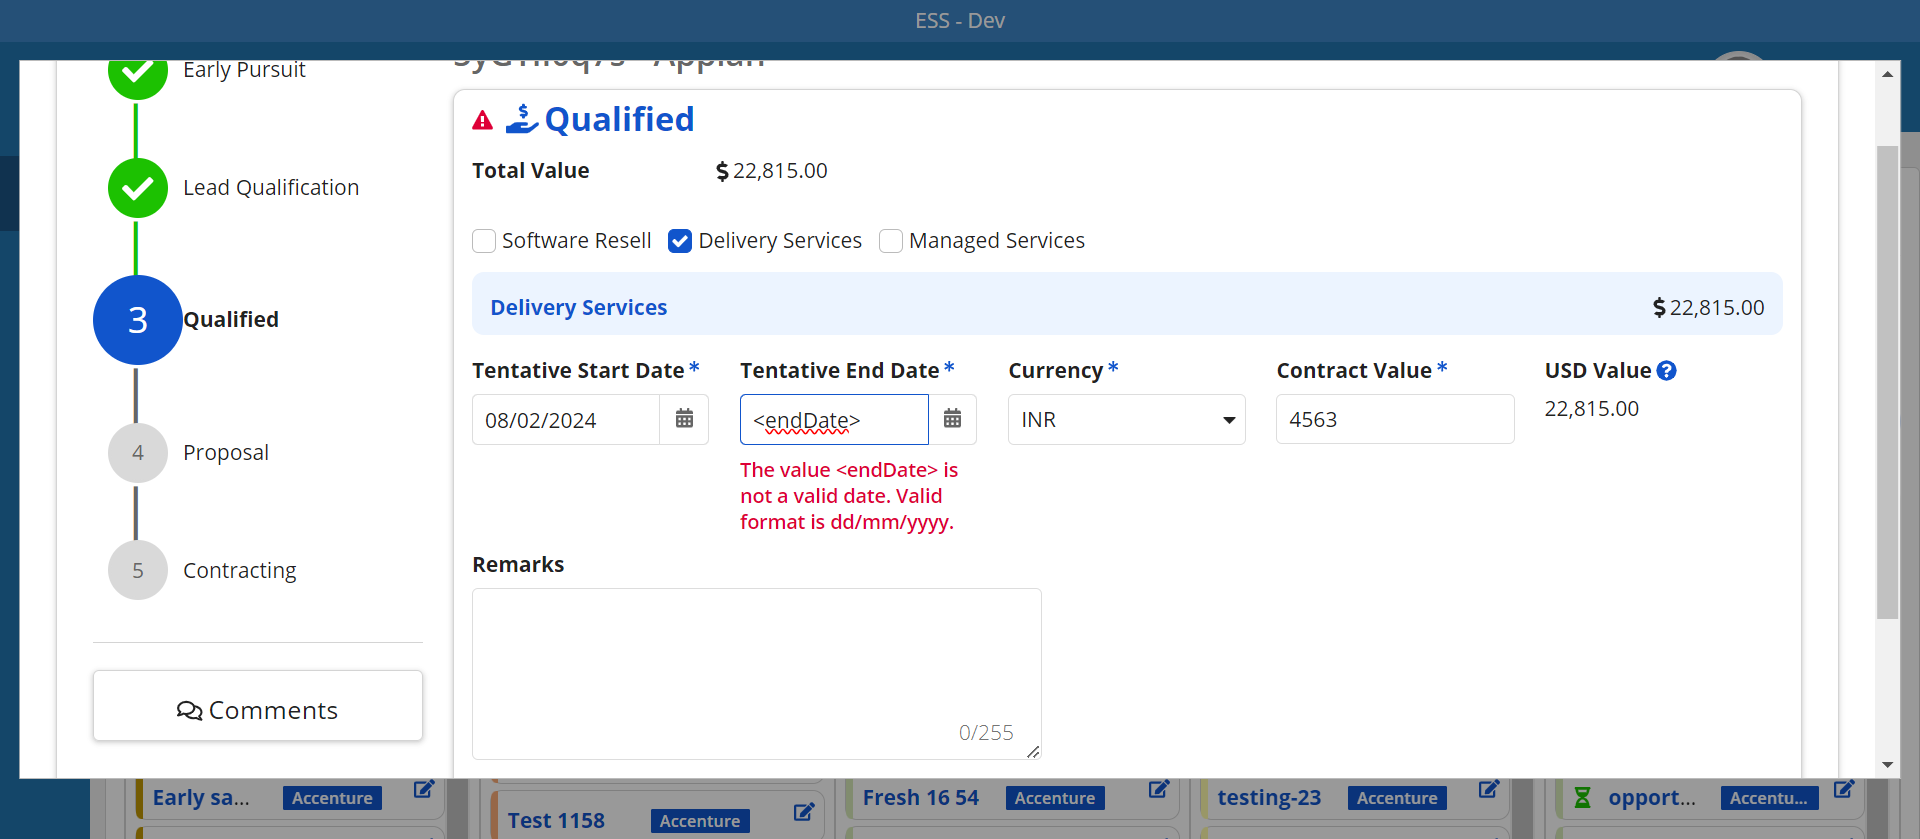 ESS - Dev
Early Pursuit
Lead Qualification
3 Qualified
4 Proposal
5 Contracting
Comments
Qualified
Total Value $ 22,815.00
Software Resell Delivery Services Managed Services
Delivery Services $ 22,815.00
Tentative Start Date * Tentative End Date * Currency * Contract Value * USD Value ?
08/02/2024 <endDate> INR 4563 22,815.00
The value <endDate> is
not a valid date. Valid
format is dd/mm/yyyy.
Remarks
0/255
Early sa... Accenture
Test 1158 Accenture
Fresh 16 54 Accenture
testing-23 Accenture
opport... Accentu...